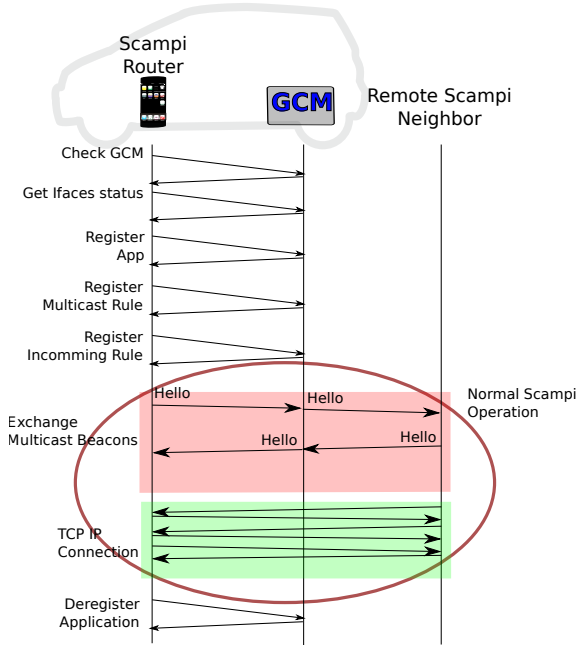 Scampi
Router
GCM
Remote Scampi
Neighbor
Check GCM
Get Ifaces status
Register
App
Register
Multicast Rule
Register
Incomming Rule
Hello
Hello
Normal Scampi
Operation
Exchange
Multicast Beacons
Hello
Hello
TCP IP
Connection
Deregister
Application